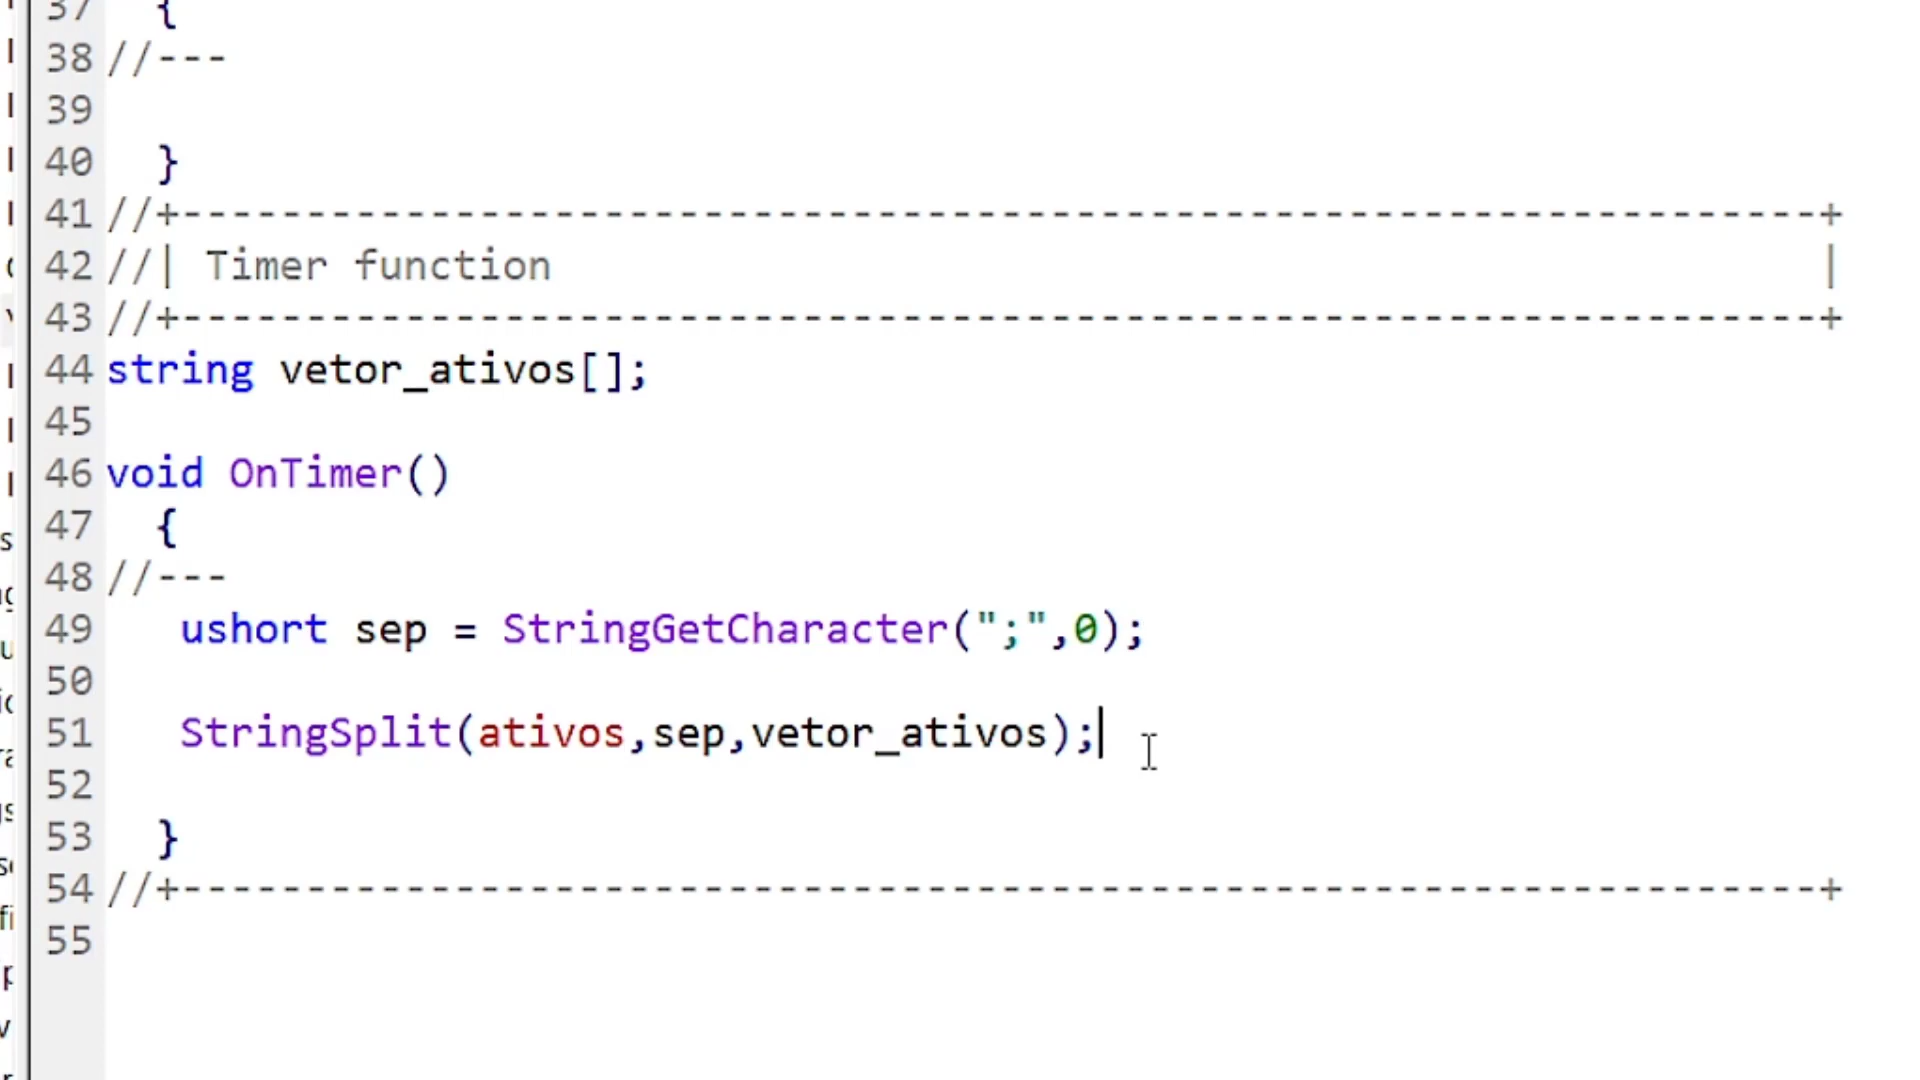 37 {
38 //---
39
40 }
41 //+------------------------------------------------------------------+
42 //| Timer function |
43 //+------------------------------------------------------------------+
44 string vetor_ativos[];
45
46 void OnTimer()
47 {
48 //---
49 ushort sep = StringGetCharacter(";",0);
50
51 StringSplit(ativos,sep,vetor_ativos);
52
53 }
54 //+------------------------------------------------------------------+
55